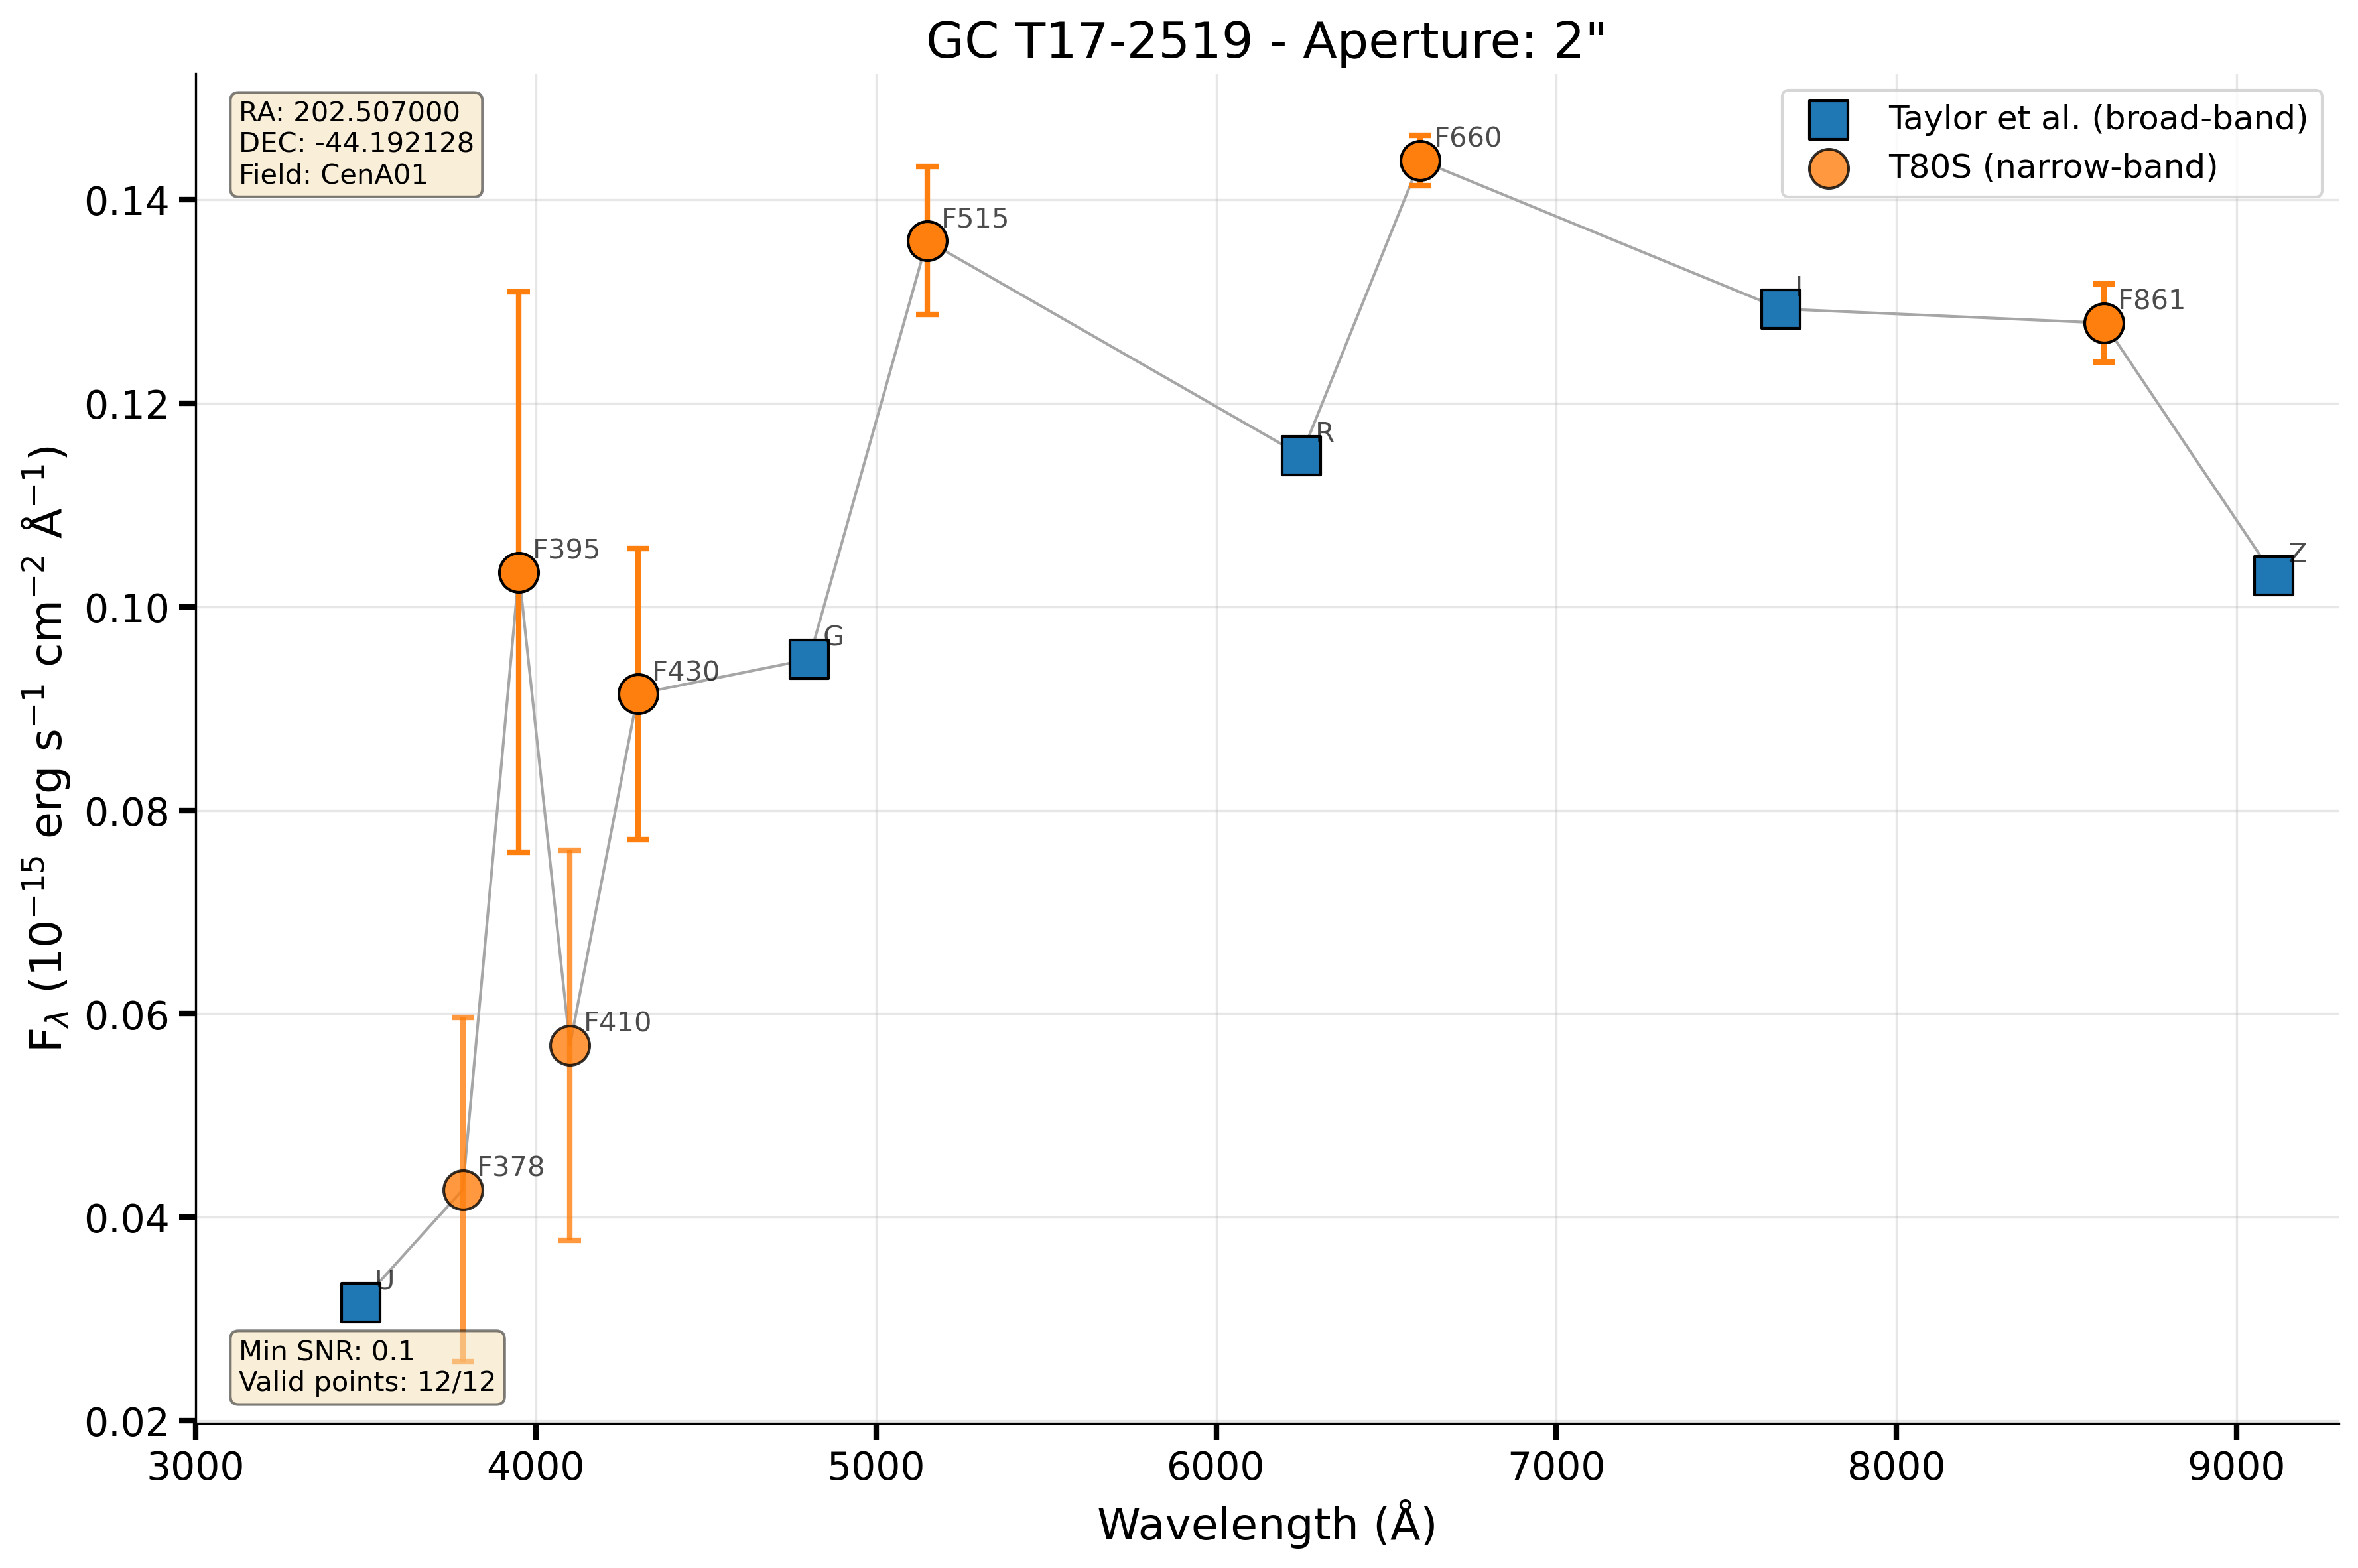 GC T17-2519 - Aperture: 2"
RA: 202.507000
DEC: -44.192128
Field: CenA01
Taylor et al. (broad-band)
T80S (narrow-band)
F660
F515
I
F861
R
F395
Z
G
F430
F410
F378
U
Min SNR: 0.1
Valid points: 12/12
0.14
0.12
0.10
0.08
0.06
0.04
0.02
F$_\lambda$ (10$^{-15}$ erg s$^{-1}$ cm$^{-2}$ Å$^{-1}$)
3000 4000 5000 6000 7000 8000 9000
Wavelength (Å)